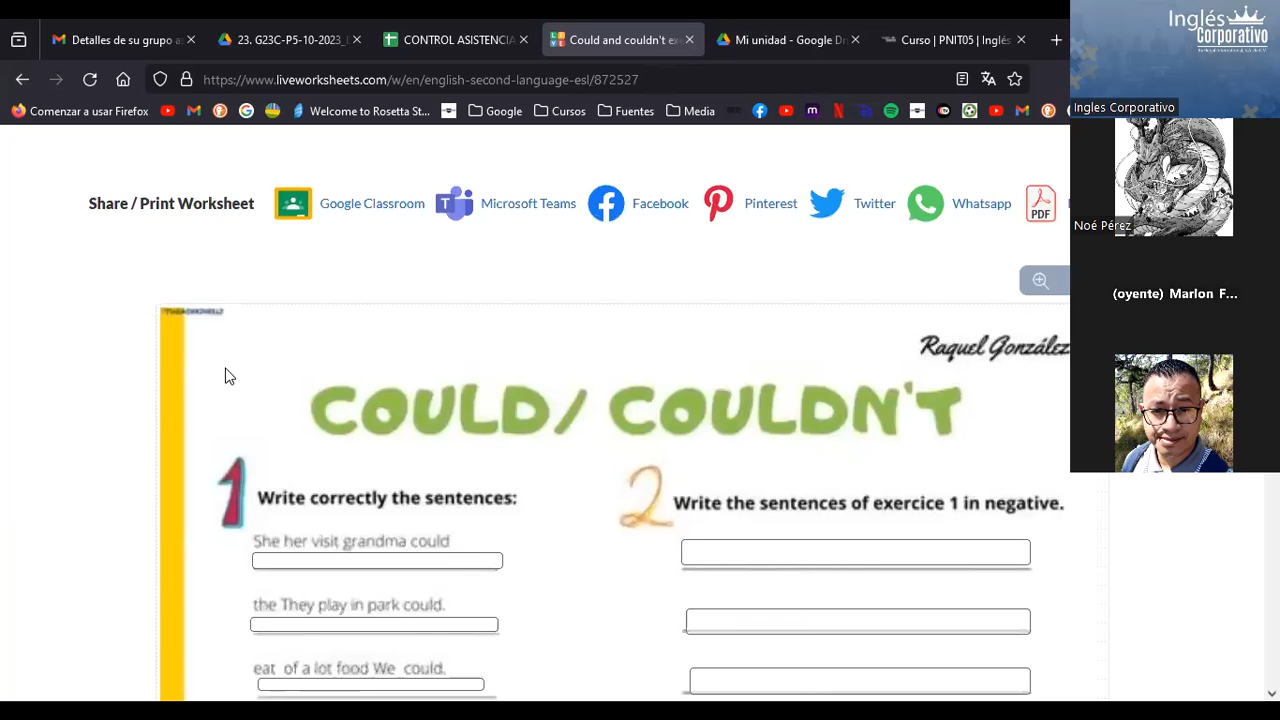 Detalles de su grupo a
23. G23C-P5-10-2023_
CONTROL ASISTENCIA
Could and couldn't exe
Mi unidad - Google Dr
Curso | PNIT05 | Inglés
Inglés
Corporativo
https://www.liveworksheets.com/w/en/english-second-language-esl/872527
Comenzar a usar Firefox
Welcome to Rosetta St...
Google
Cursos
Fuentes
Media
Ingles Corporativo
Share / Print Worksheet
Google Classroom
Microsoft Teams
Facebook
Pinterest
Twitter
Whatsapp
PDF
Noé Pérez
(oyente) Marlon F...
Raquel González
COULD/ COULDN'T
1
Write correctly the sentences:
2
Write the sentences of exercice 1 in negative.
She her visit grandma could
the They play in park could.
eat of a lot food We could.